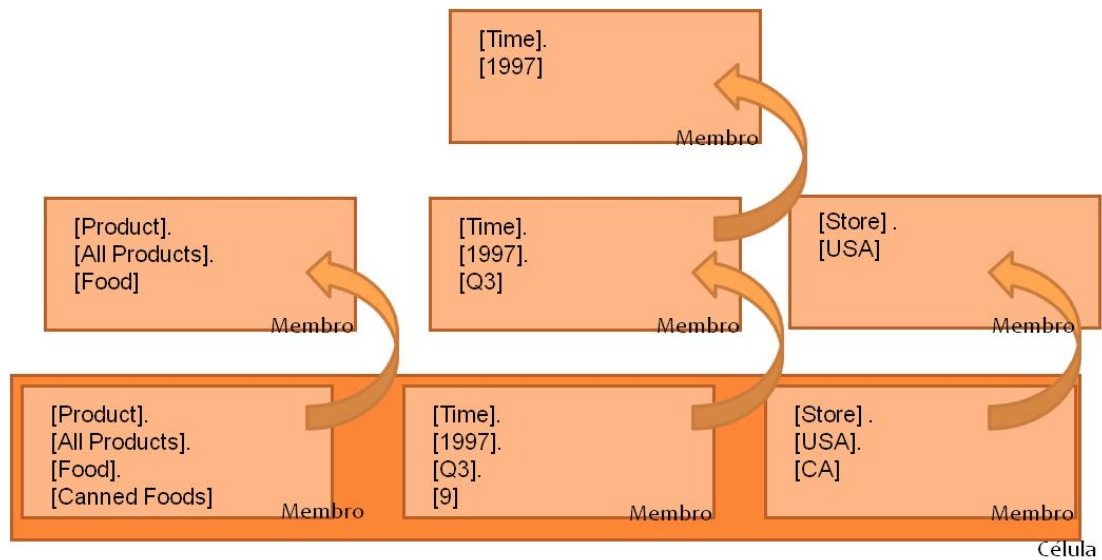 [Time].
[1997]
Membro
[Product].
[All Products].
[Food]
Membro
[Time].
[1997].
[Q3]
Membro
[Store] .
[USA]
Membro
[Product].
[All Products].
[Food].
[Canned Foods]
Membro
[Time].
[1997].
[Q3].
[9]
Membro
[Store] .
[USA].
[CA]
Membro
Célula